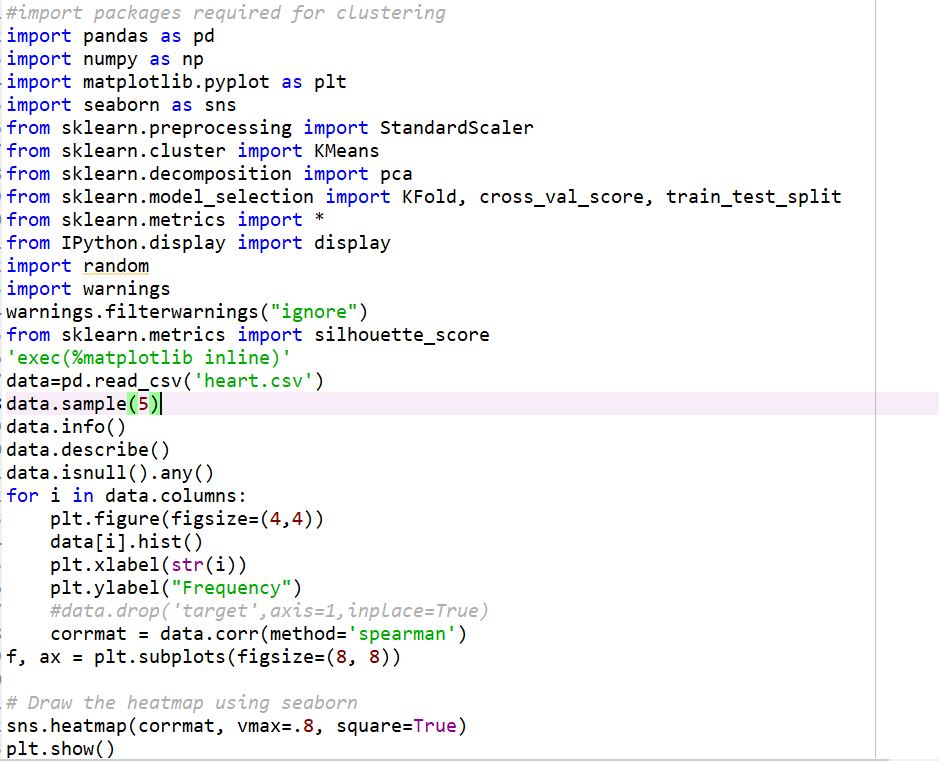 #import packages required for clustering
import pandas as pd
import numpy as np
import matplotlib.pyplot as plt
import seaborn as sns
from sklearn.preprocessing import StandardScaler
from sklearn.cluster import KMeans
from sklearn.decomposition import pca
from sklearn.model_selection import KFold, cross_val_score, train_test_split
from sklearn.metrics import *
from IPython.display import display
import random
import warnings
warnings.filterwarnings("ignore")
from sklearn.metrics import silhouette_score
'exec(%matplotlib inline)'
data=pd.read_csv('heart.csv')
data.sample(5)
data.info()
data.describe()
data.isnull().any()
for i in data.columns:
    plt.figure(figsize=(4,4))
    data[i].hist()
    plt.xlabel(str(i))
    plt.ylabel("Frequency")
    #data.drop('target',axis=1,inplace=True)
    corrmat = data.corr(method='spearman')
f, ax = plt.subplots(figsize=(8, 8))

# Draw the heatmap using seaborn
sns.heatmap(corrmat, vmax=.8, square=True)
plt.show()